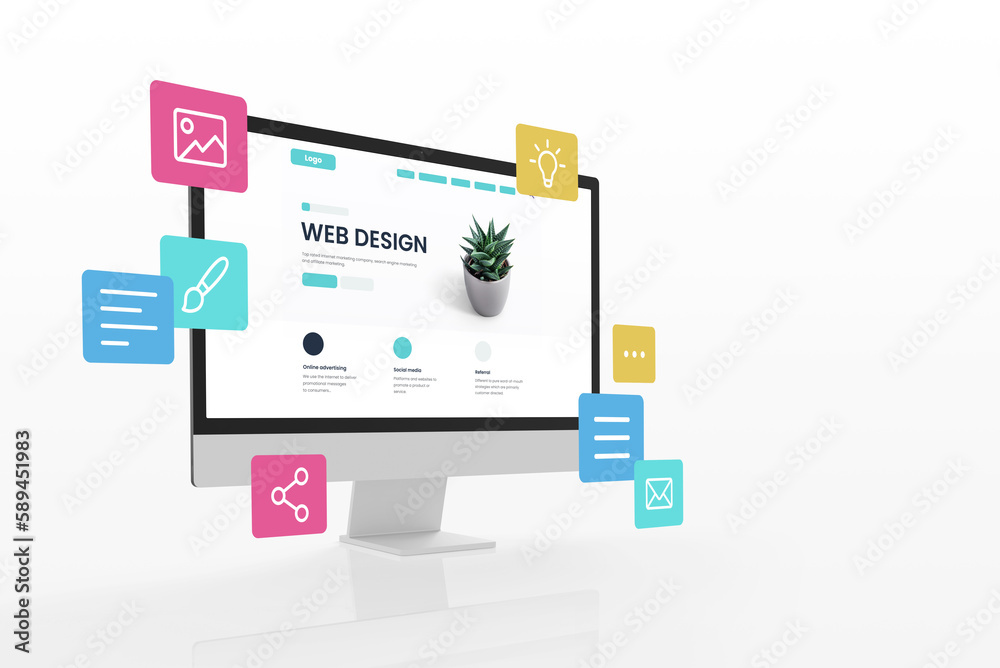 Logo
WEB DESIGN
Top rated internet marketing company, search engine marketing
and affiliate marketing.
Online advertising
We use the internet to deliver
promotional messages
to consumers...
Social media
Platforms and websites to
promote a product or
service.
Referral
Different is pure word of mouth
strategies which are primarily
customer directed.
Adobe Stock | #589451983
Adobe Stock